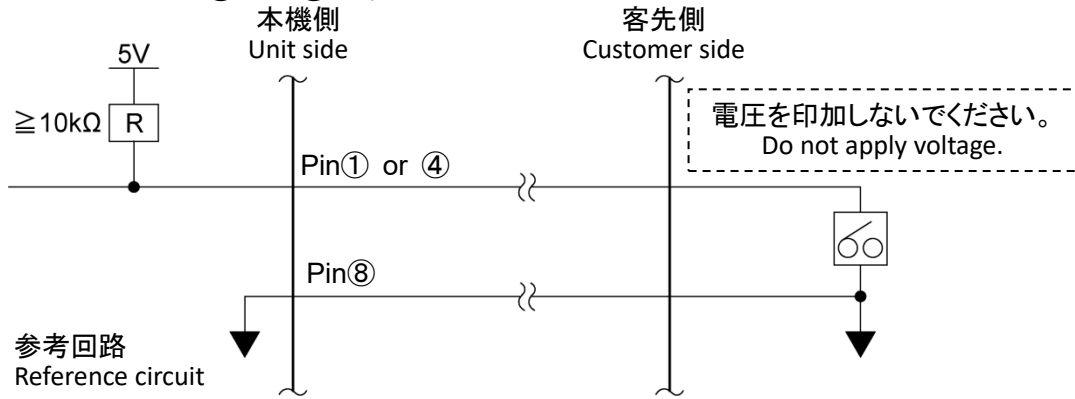 本機側
Unit side
客先側
Customer side
5V
≧10kΩ R
電圧を印加しないでください。
Do not apply voltage.
Pin① or ④
Pin⑧
参考回路
Reference circuit